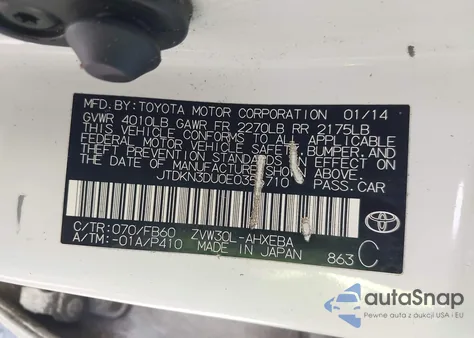 MFD. BY: TOYOTA MOTOR CORPORATION 01/14
GVWR 4010LB GAWR FR 2270LB RR 2175LB
THIS VEHICLE CONFORMS TO ALL APPLICABLE
FEDERAL MOTOR VEHICLE SAFETY, BUMPER, AND
THEFT PREVENTION STANDARDS IN EFFECT ON
THE DATE OF MANUFACTURE SHOWN ABOVE.
PASS.CAR
C/TR: 070/FB60 ZVW30L-AHXEBA
A/TM: -01A/P410 MADE IN JAPAN 863 C
TOYOTA
autoSnap
Pewne auta z aukcji USA i EU